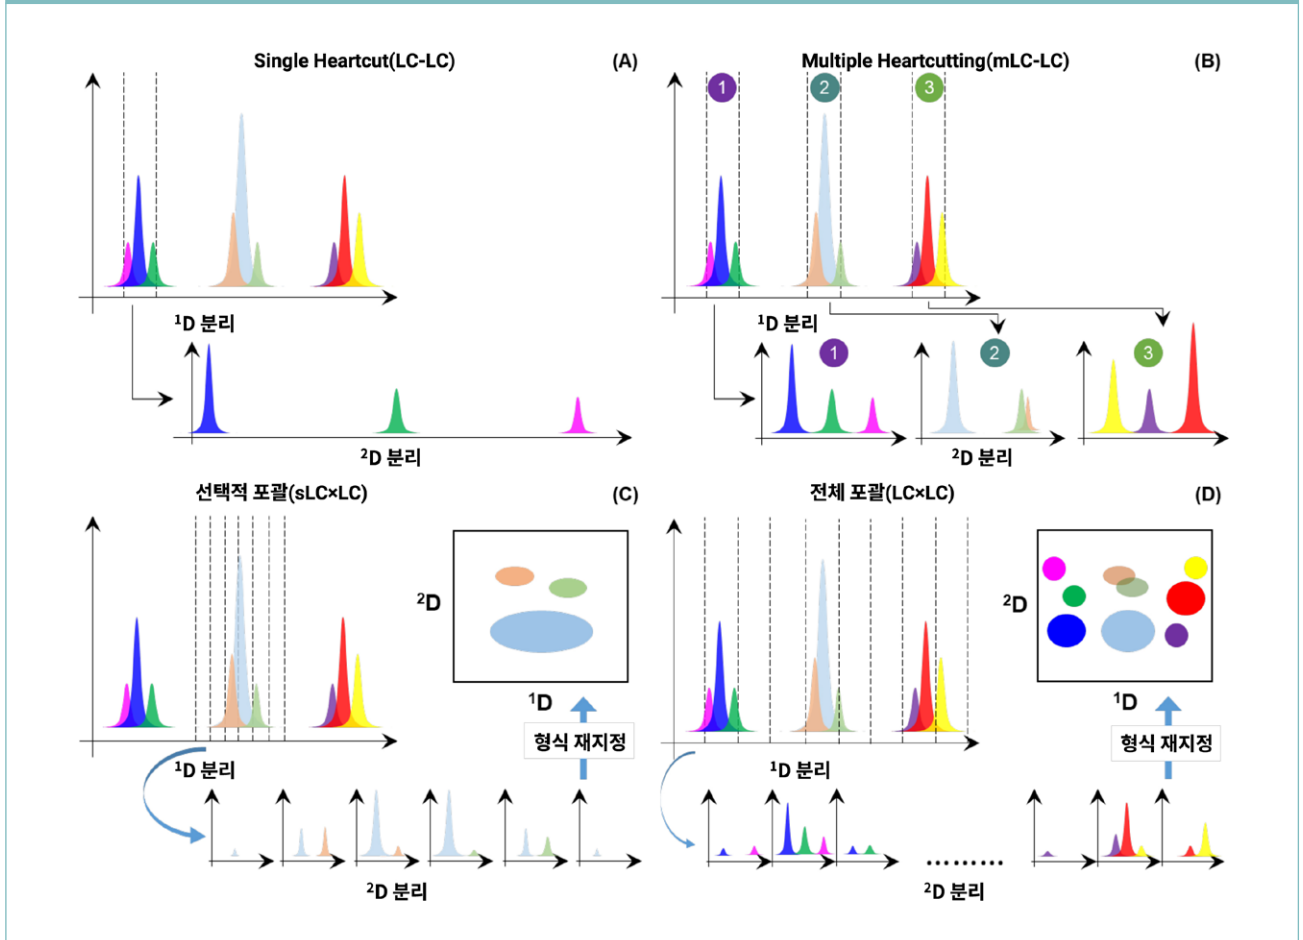 Single Heartcut(LC-LC)
(A)
¹D 분리
²D 분리
Multiple Heartcutting(mLC-LC)
(B)
1
2
3
¹D 분리
1
2
3
²D 분리
선택적 포괄(sLC×LC)
(C)
²D
¹D
형식 재지정
¹D 분리
²D 분리
전체 포괄(LC×LC)
(D)
²D
¹D
형식 재지정
¹D 분리
.........
²D 분리